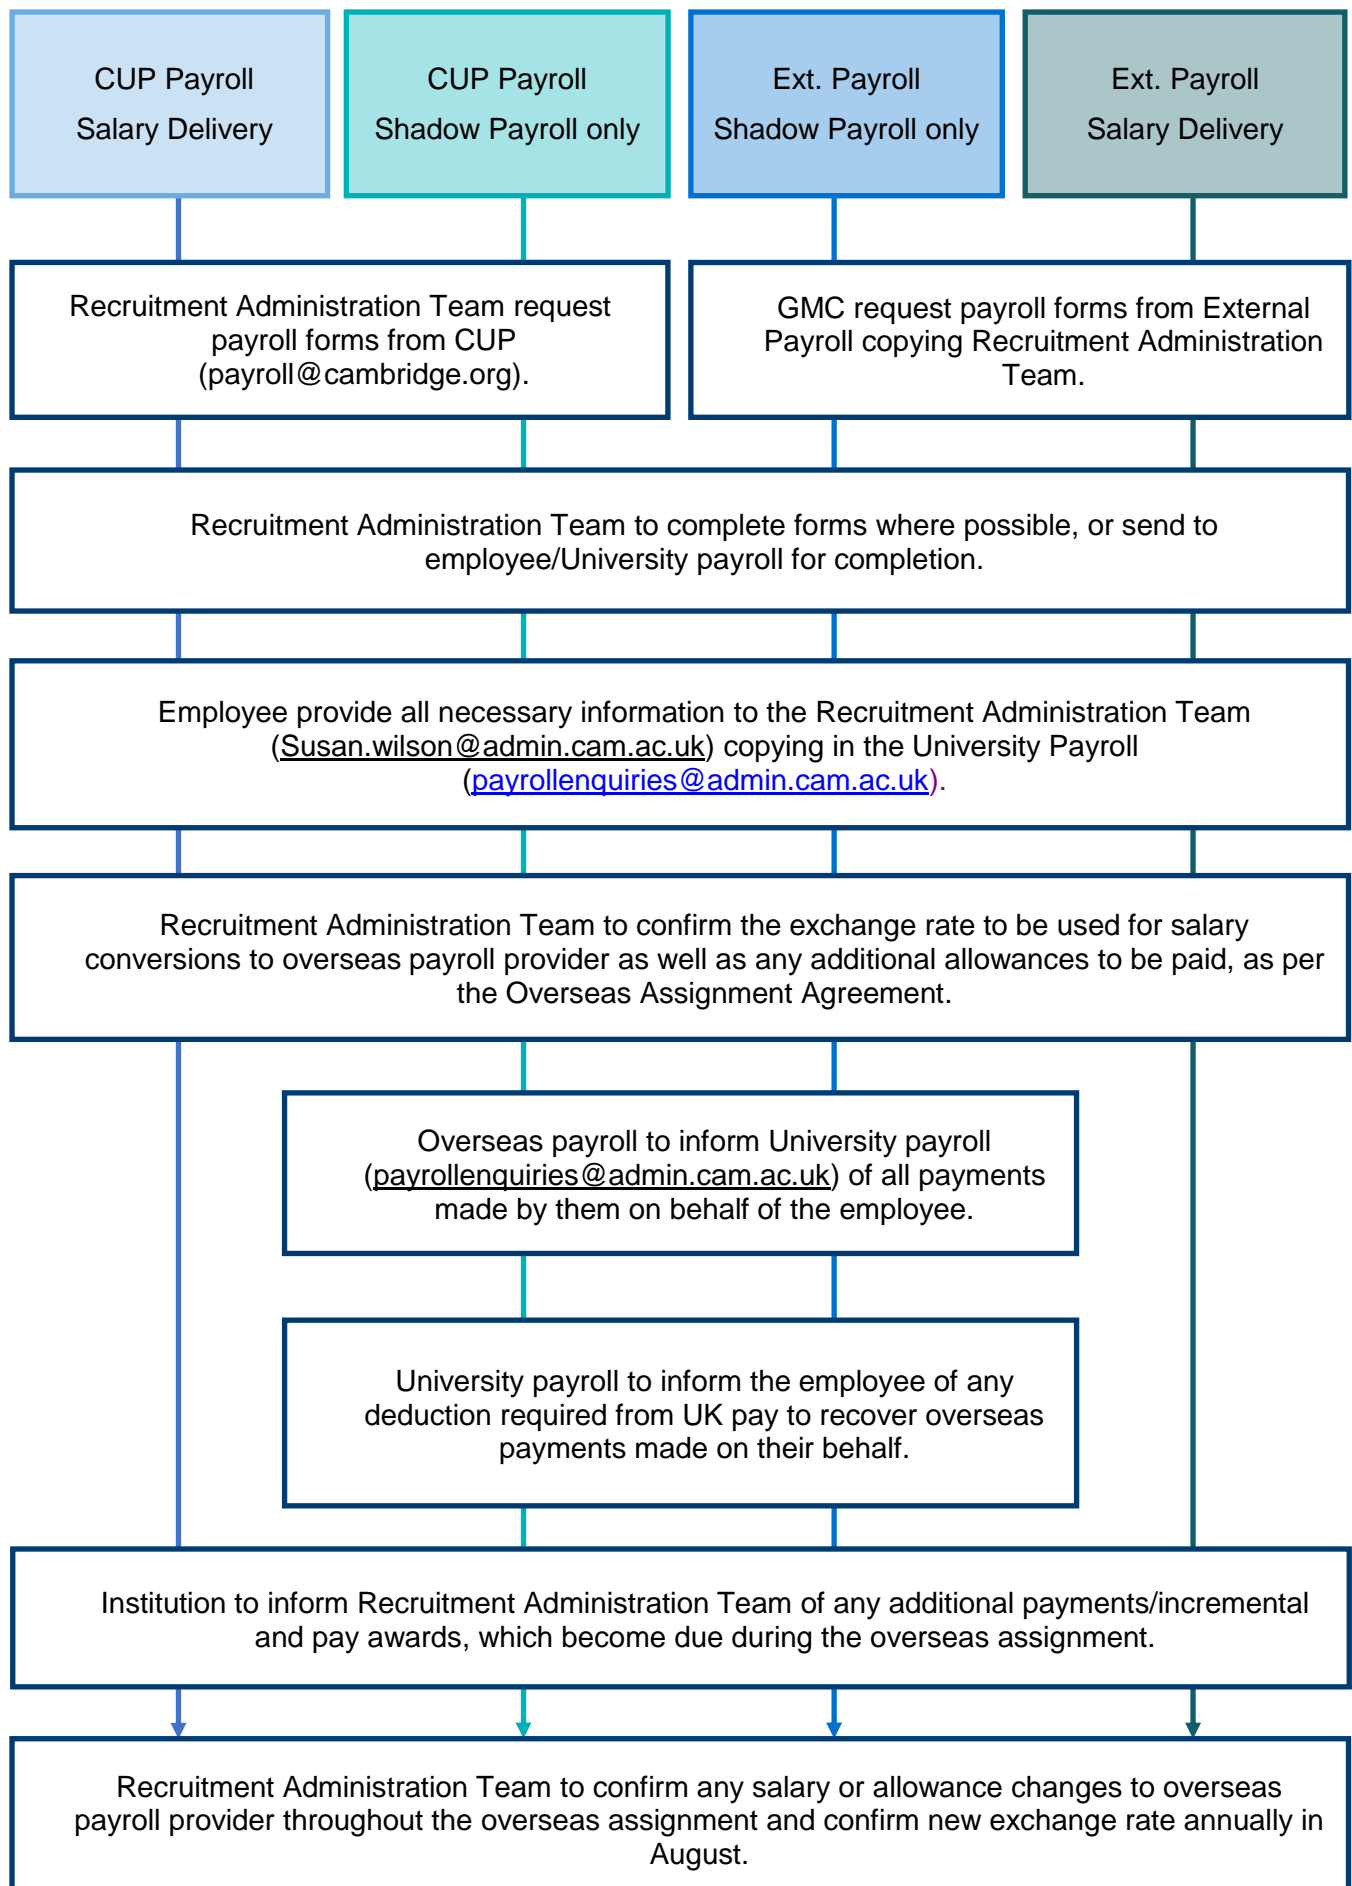 CUP Payroll
Salary Delivery
CUP Payroll
Shadow Payroll only
Ext. Payroll
Shadow Payroll only
Ext. Payroll
Salary Delivery
Recruitment Administration Team request
payroll forms from CUP
(payroll@cambridge.org).
GMC request payroll forms from External
Payroll copying Recruitment Administration
Team.
Recruitment Administration Team to complete forms where possible, or send to
employee/University payroll for completion.
Employee provide all necessary information to the Recruitment Administration Team
(Susan.wilson@admin.cam.ac.uk) copying in the University Payroll
(payrollenquiries@admin.cam.ac.uk).
Recruitment Administration Team to confirm the exchange rate to be used for salary
conversions to overseas payroll provider as well as any additional allowances to be paid, as per
the Overseas Assignment Agreement.
Overseas payroll to inform University payroll
(payrollenquiries@admin.cam.ac.uk) of all payments
made by them on behalf of the employee.
University payroll to inform the employee of any
deduction required from UK pay to recover overseas
payments made on their behalf.
Institution to inform Recruitment Administration Team of any additional payments/incremental
and pay awards, which become due during the overseas assignment.
Recruitment Administration Team to confirm any salary or allowance changes to overseas
payroll provider throughout the overseas assignment and confirm new exchange rate annually in
August.